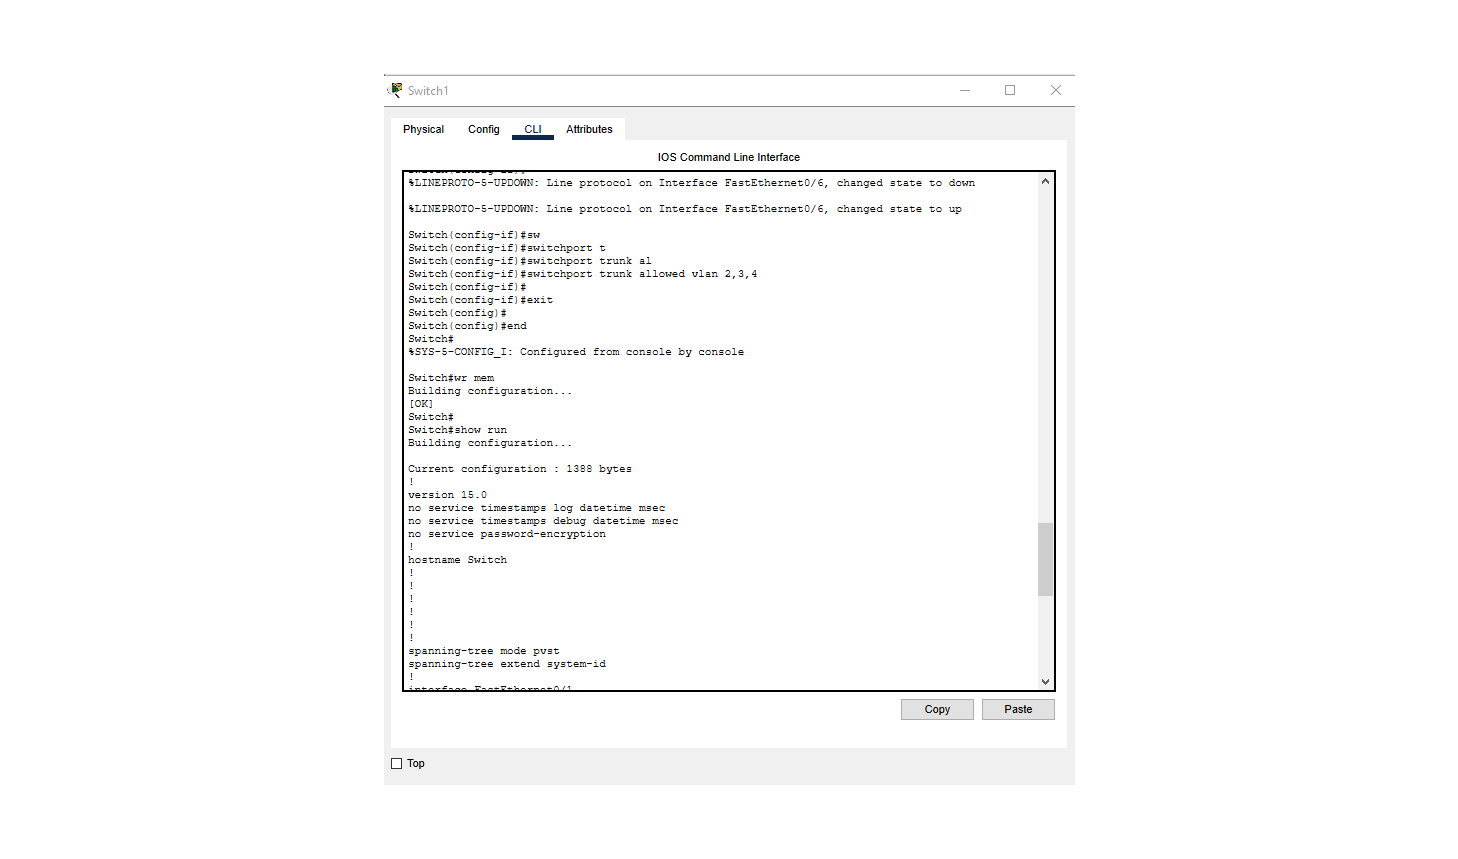 Switch1
Physical Config CLI Attributes
IOS Command Line Interface
%LINEPROTO-5-UPDOWN: Line protocol on Interface FastEthernet0/6, changed state to down
%LINEPROTO-5-UPDOWN: Line protocol on Interface FastEthernet0/6, changed state to up
Switch(config-if)#sw
Switch(config-if)#switchport t
Switch(config-if)#switchport trunk al
Switch(config-if)#switchport trunk allowed vlan 2,3,4
Switch(config-if)#
Switch(config-if)#exit
Switch(config)#
Switch(config)#end
Switch#
%SYS-5-CONFIG_I: Configured from console by console
Switch#wr mem
Building configuration...
[OK]
Switch#
Switch#show run
Building configuration...
Current configuration : 1388 bytes
!
version 15.0
no service timestamps log datetime msec
no service timestamps debug datetime msec
no service password-encryption
!
hostname Switch
!
!
!
!
!
!
spanning-tree mode pvst
spanning-tree extend system-id
!
interface FastEthernet0/1
Copy Paste
Top